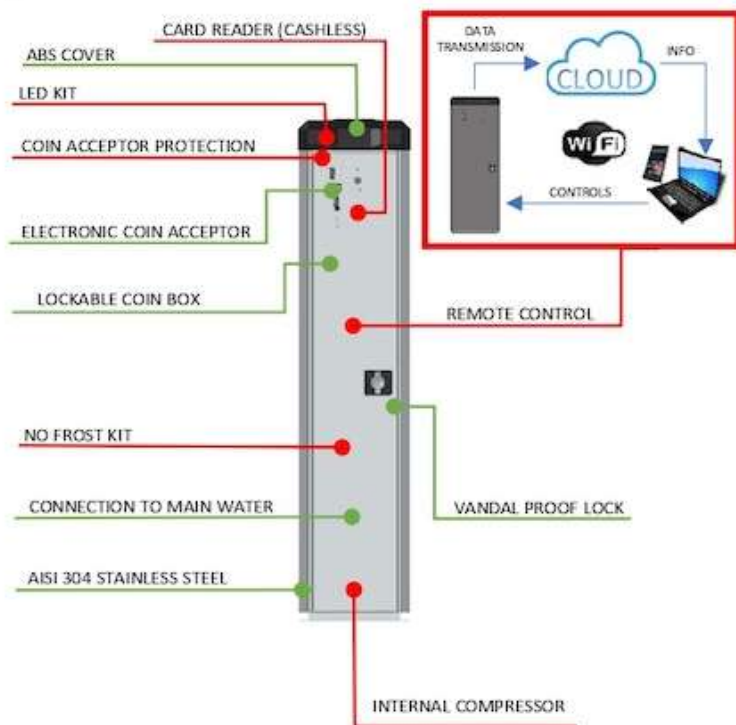 CARD READER (CASHLESS)
ABS COVER
LED KIT
COIN ACCEPTOR PROTECTION
ELECTRONIC COIN ACCEPTOR
LOCKABLE COIN BOX
NO FROST KIT
CONNECTION TO MAIN WATER
AISI 304 STAINLESS STEEL
INTERNAL COMPRESSOR
VANDAL PROOF LOCK
REMOTE CONTROL
DATA
TRANSMISSION
CLOUD
INFO
WiFi
CONTROLS